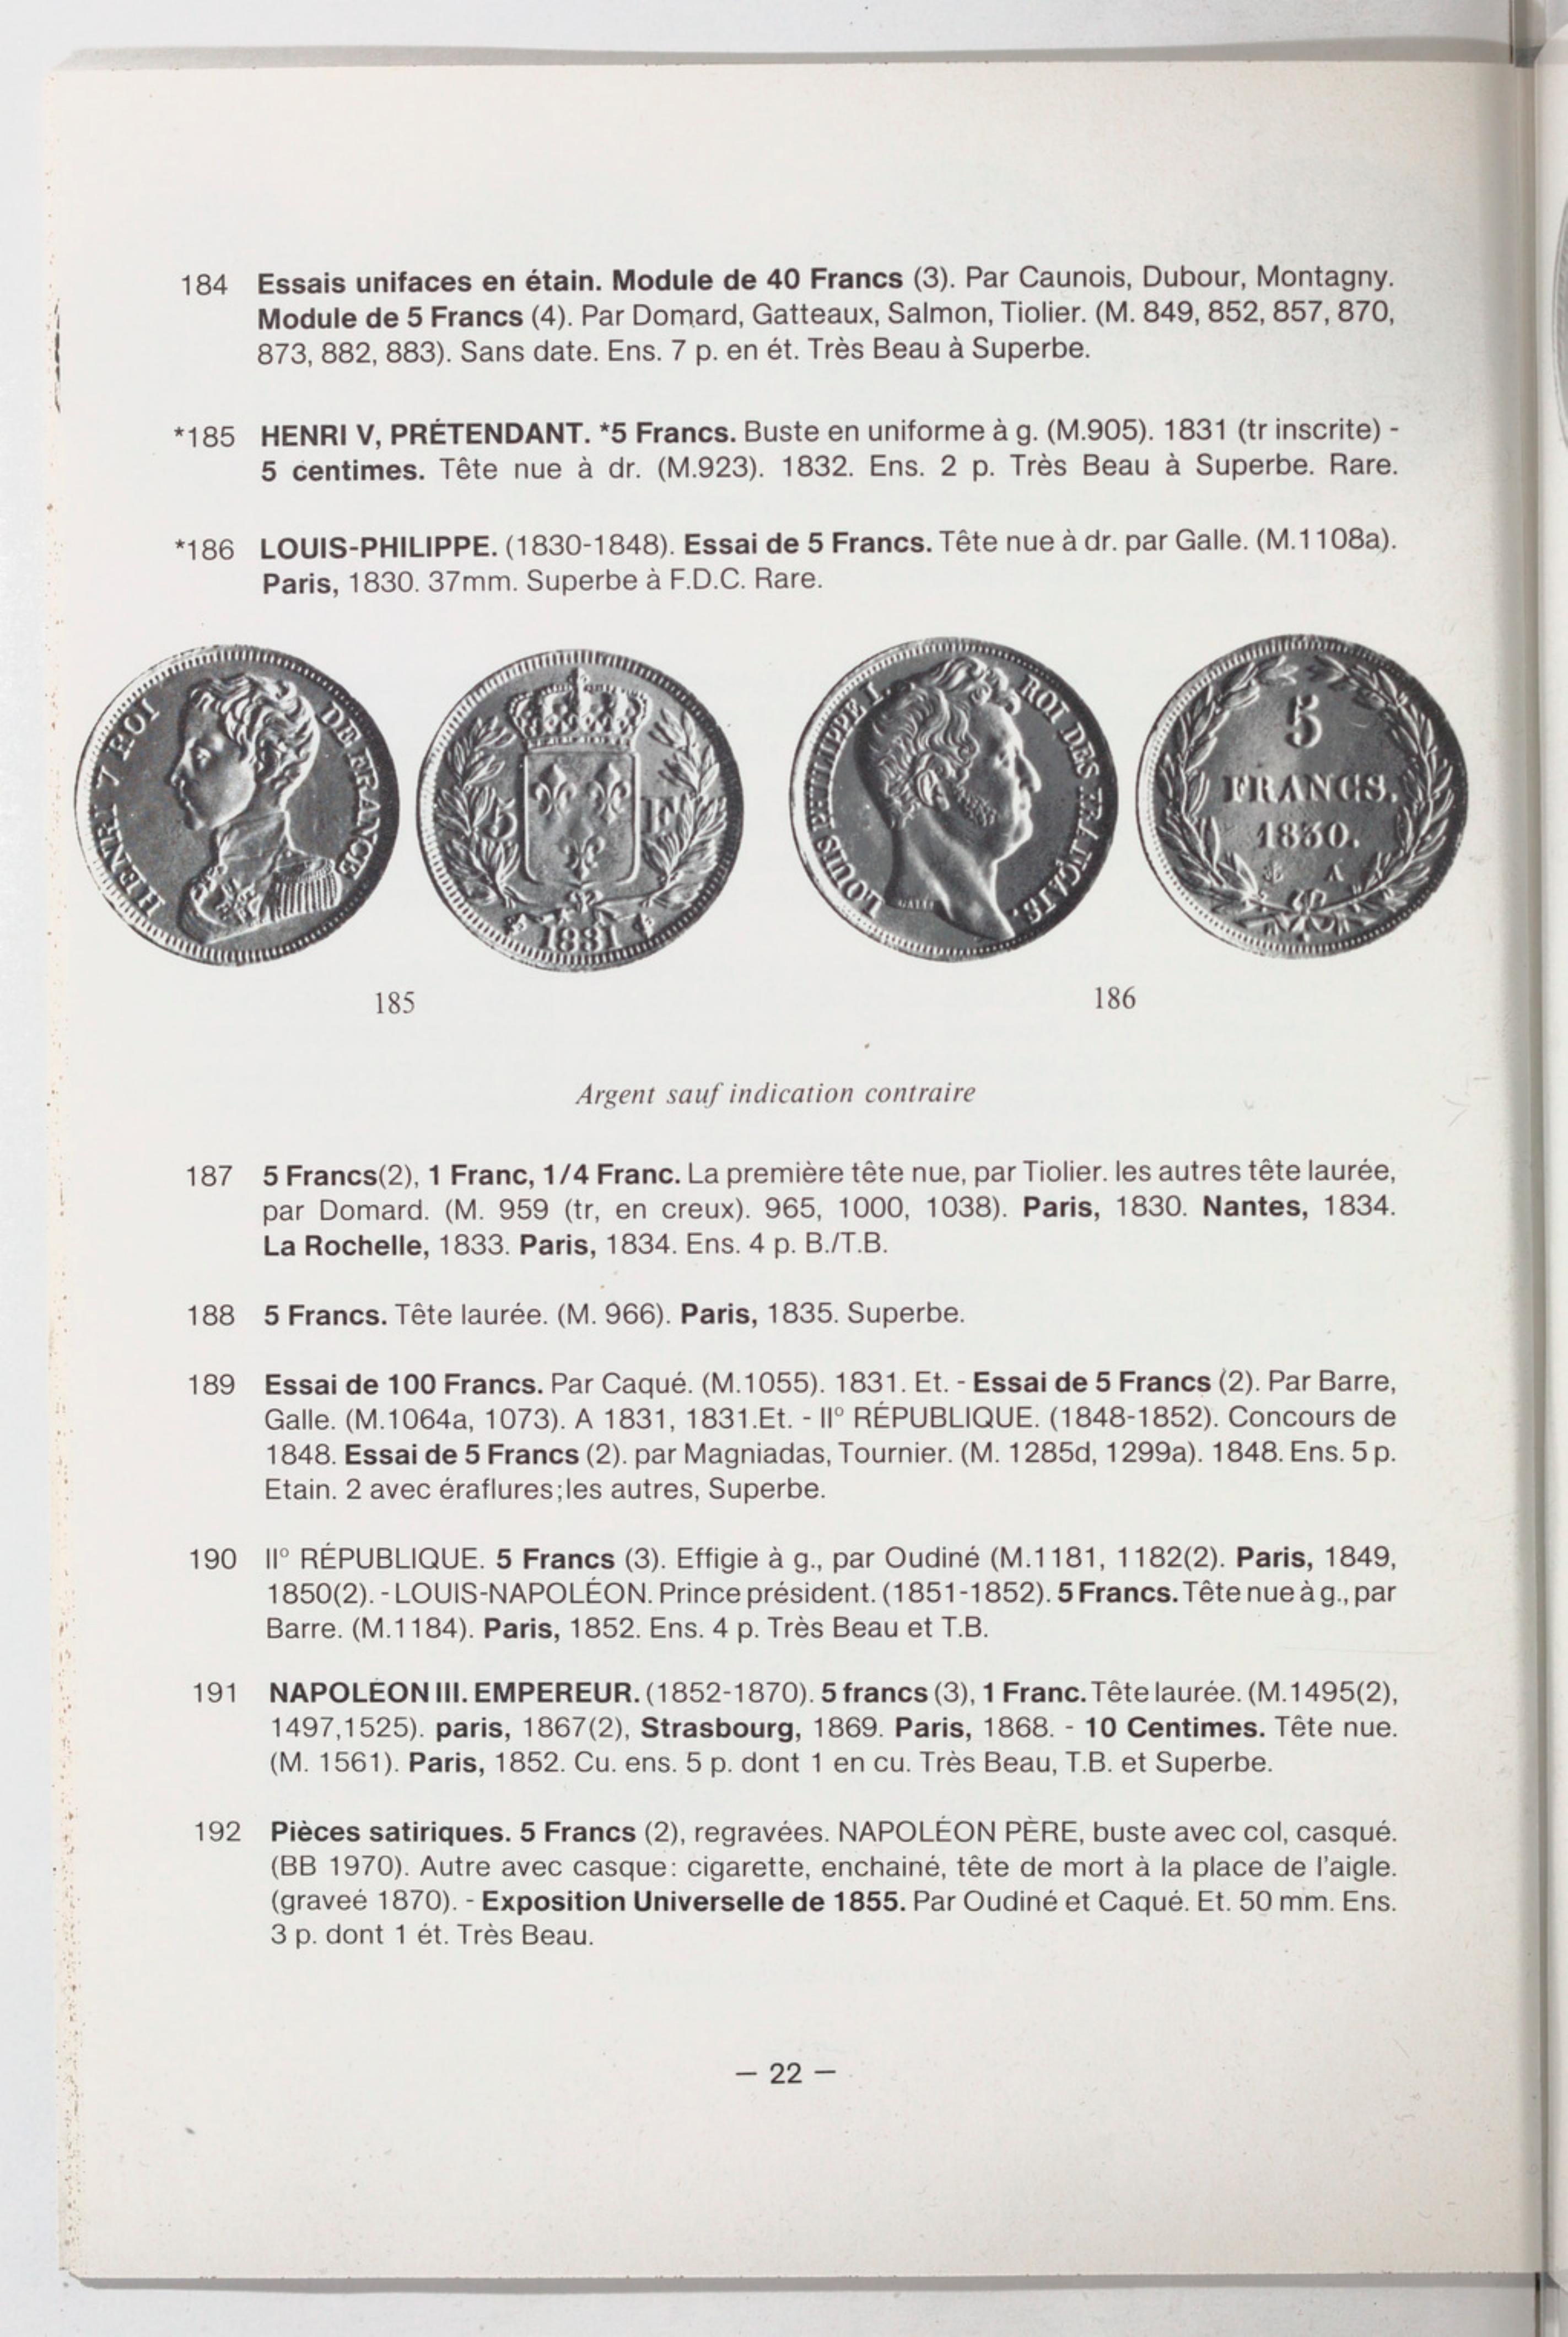 184 Essais unifaces en étain. Module de 40 Francs (3). Par Caunois, Dubour, Montagny.
Module de 5 Francs (4). Par Domard, Gatteaux, Salmon, Tiolier. (M. 849, 852, 857, 870,
873, 882, 883). Sans date. Ens. 7 p. en ét. Très Beau à Superbe.
*185 HENRI V, PRÉTENDANT. *5 Francs. Buste en uniforme à g. (M.905). 1831 (tr inscrite) -
5 centimes. Tête nue à dr. (M.923). 1832. Ens. 2 p. Très Beau à Superbe. Rare.
*186 LOUIS-PHILIPPE. (1830-1848). Essai de 5 Francs. Tête nue à dr. par Galle. (M.1108a).
Paris, 1830. 37mm. Superbe à F.D.C. Rare.
HENRI V ROI DE FRANCE
5 F
1831
LOUIS PHILIPPE I. ROI DES FRANÇAIS.
GALLE
5
FRANCS.
1830.
A
185
186
Argent sauf indication contraire
187 5 Francs(2), 1 Franc, 1/4 Franc. La première tête nue, par Tiolier. les autres tête laurée,
par Domard. (M. 959 (tr, en creux). 965, 1000, 1038). Paris, 1830. Nantes, 1834.
La Rochelle, 1833. Paris, 1834. Ens. 4 p. B./T.B.
188 5 Francs. Tête laurée. (M. 966). Paris, 1835. Superbe.
189 Essai de 100 Francs. Par Caqué. (M.1055). 1831. Et. - Essai de 5 Francs (2). Par Barre,
Galle. (M.1064a, 1073). A 1831, 1831.Et. - II° RÉPUBLIQUE. (1848-1852). Concours de
1848. Essai de 5 Francs (2). par Magniadas, Tournier. (M. 1285d, 1299a). 1848. Ens. 5 p.
Etain. 2 avec éraflures;les autres, Superbe.
190 II° RÉPUBLIQUE. 5 Francs (3). Effigie à g., par Oudiné (M.1181, 1182(2). Paris, 1849,
1850(2). - LOUIS-NAPOLÉON. Prince président. (1851-1852). 5 Francs. Tête nue à g., par
Barre. (M.1184). Paris, 1852. Ens. 4 p. Très Beau et T.B.
191 NAPOLÉON III. EMPEREUR. (1852-1870). 5 francs (3), 1 Franc. Tête laurée. (M.1495(2),
1497,1525). paris, 1867(2), Strasbourg, 1869. Paris, 1868. - 10 Centimes. Tête nue.
(M. 1561). Paris, 1852. Cu. ens. 5 p. dont 1 en cu. Très Beau, T.B. et Superbe.
192 Pièces satiriques. 5 Francs (2), regravées. NAPOLÉON PÈRE, buste avec col, casqué.
(BB 1970). Autre avec casque: cigarette, enchainé, tête de mort à la place de l'aigle.
(graveé 1870). - Exposition Universelle de 1855. Par Oudiné et Caqué. Et. 50 mm. Ens.
3 p. dont 1 ét. Très Beau.
— 22 —